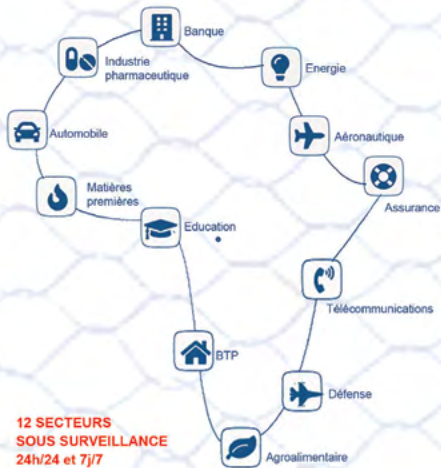 Banque
Industrie
pharmaceutique
Energie
Automobile
Aéronautique
Matières
premières
Assurance
Education
Télécommunications
BTP
Défense
12 SECTEURS
SOUS SURVEILLANCE
24h/24 et 7j/7
Agroalimentaire